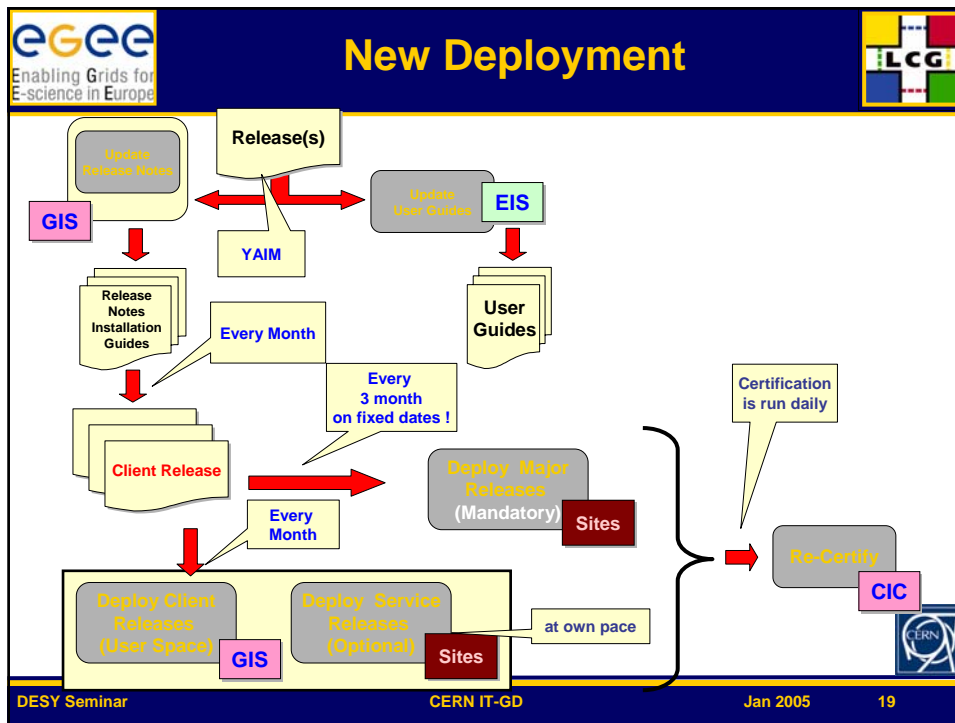 egee
Enabling Grids for
E-science in Europe
New Deployment
LCG
Update
Release Notes
GIS
Release(s)
Update
User Guides
EIS
YAIM
Release
Notes
Installation
Guides
User
Guides
Every Month
Every
3 month
on fixed dates !
Certification
is run daily
Client Release
Deploy Major
Releases
(Mandatory)
Sites
Every
Month
Re-Certify
CIC
Deploy Client
Releases
(User Space)
GIS
Deploy Service
Releases
(Optional)
Sites
at own pace
CERN
DESY Seminar
CERN IT-GD
Jan 2005
19